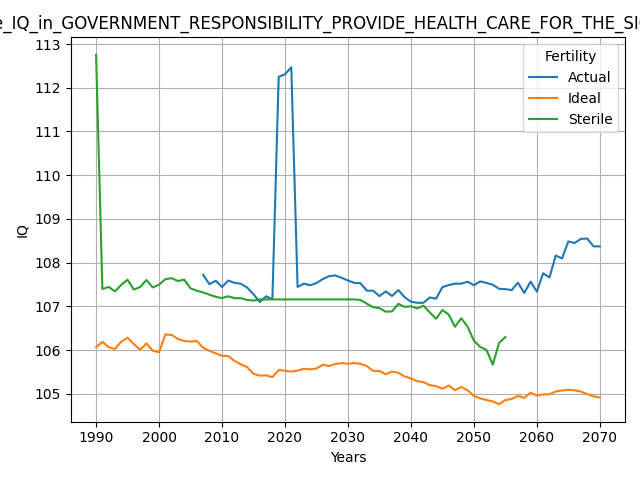 e_IQ_in_GOVERNMENT_RESPONSIBILITY_PROVIDE_HEALTH_CARE_FOR_THE_SI
113
112
111
110
109
108
107
106
105
IQ
Fertility
Actual
Ideal
Sterile
1990 2000 2010 2020 2030 2040 2050 2060 2070
Years